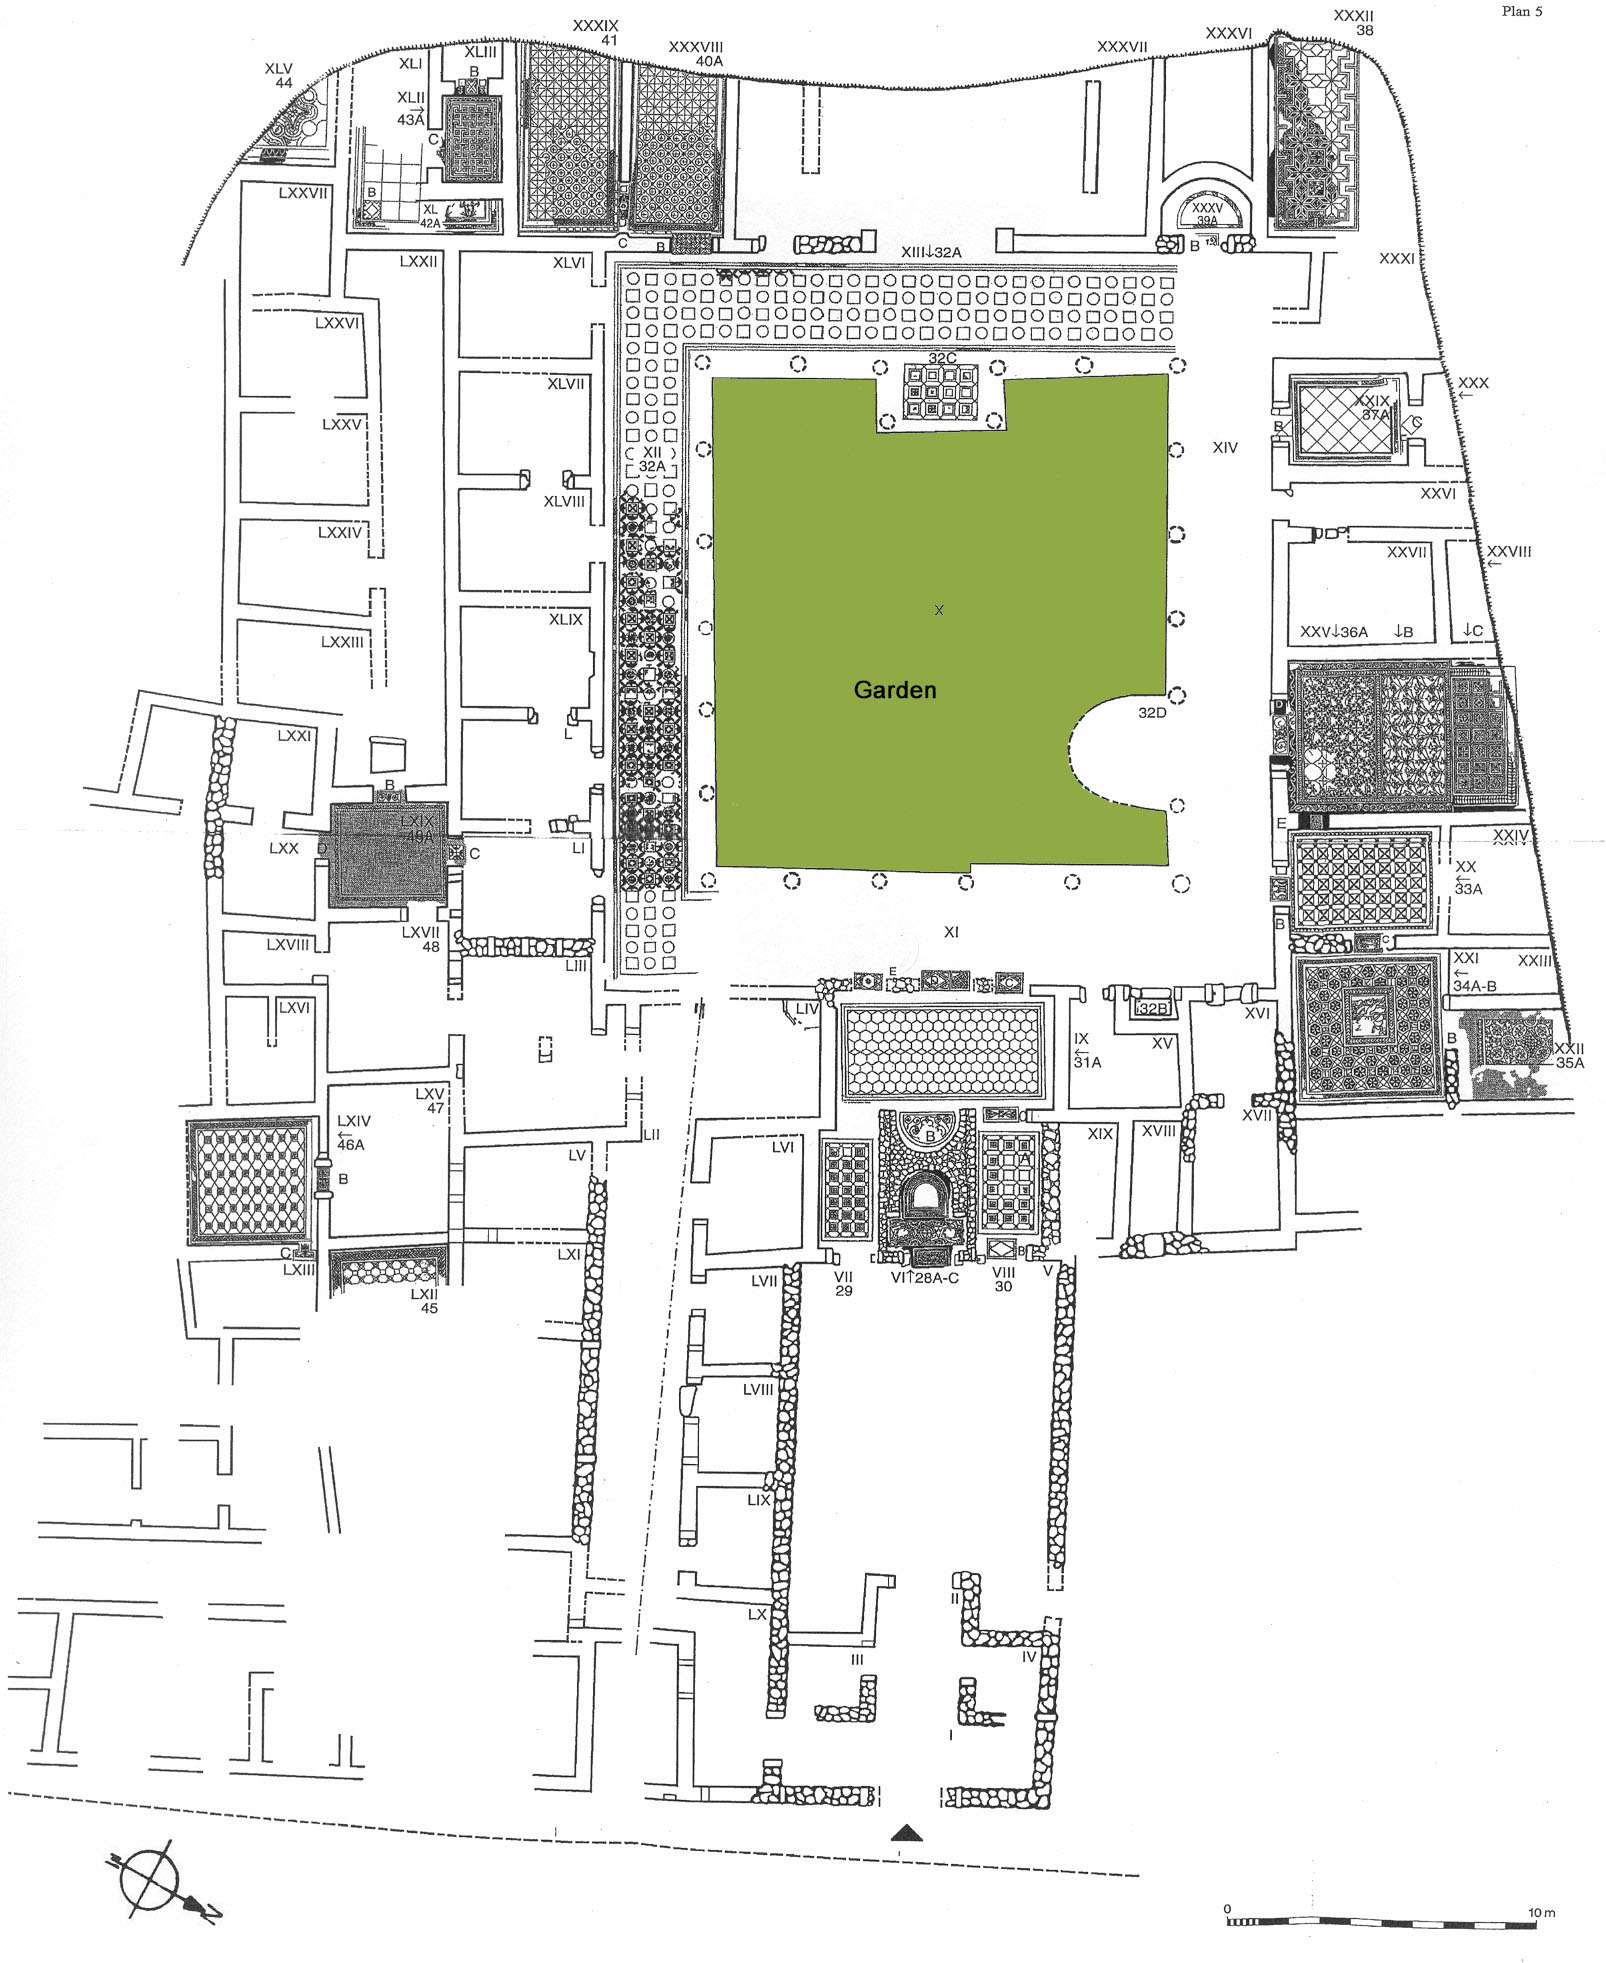 Plan 5
XXXII
38
XXXIX
41
XXXVIII
40A
XXXVII
XXXVI
XLV
44
XLIII
XLI
B
XLII
43A
C
LXXVII
B
XL
42A
XXXV
39A
C
B
B
LXXII
XLVI
XIII↓32A
XXXI
LXXVI
32C
XLVII
XXX
XXIX
37A
B
C
LXXV
XII
32A
XIV
XLVIII
XXVI
LXXIV
XXVII
XXVIII
X
XLIX
LXXIII
XXV↓36A
↓B
↓C
Garden
32D
D
C
L
LXXI
B
LXIX
49A
E
XXIV
LXX
D
C
LI
XX
33A
LXVII
48
B
XI
C
LXVIII
LIII
XXI
34A-B
XXIII
E
D
C
LXVI
LIV
32B
XVI
IX
31A
XV
B
XXII
35A
LXV
47
LXIV
46A
XVII
LII
LVI
B
A
XIX
XVIII
LV
B
C
LXIII
LXI
LXII
45
LVII
VII
29
VI↑28A-C
VIII
30
B
V
LVIII
LIX
LX
II
III
IV
I
N
0
10 m